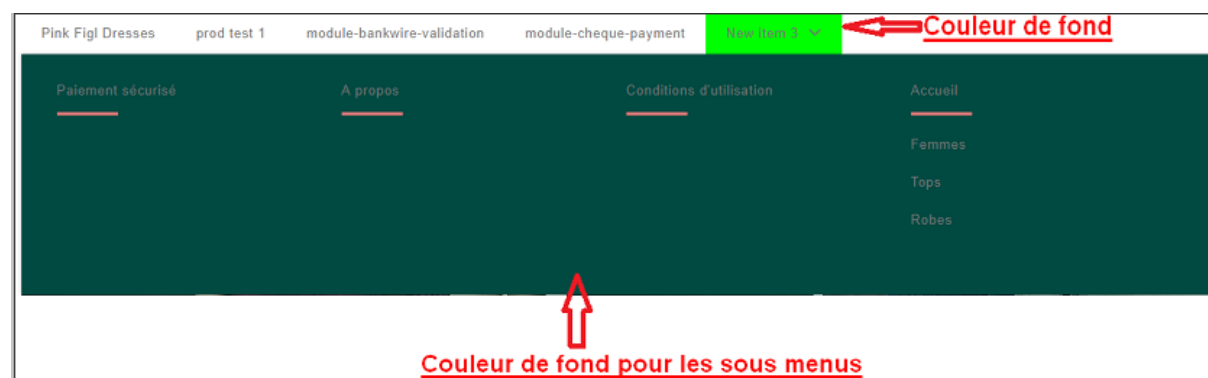 Pink Figl Dresses prod test 1 module-bankwire-validation module-cheque-payment New Item 3 Couleur de fond
Paiement sécurisé A propos Conditions d'utilisation Accueil
Femmes
Tops
Robes
Couleur de fond pour les sous menus